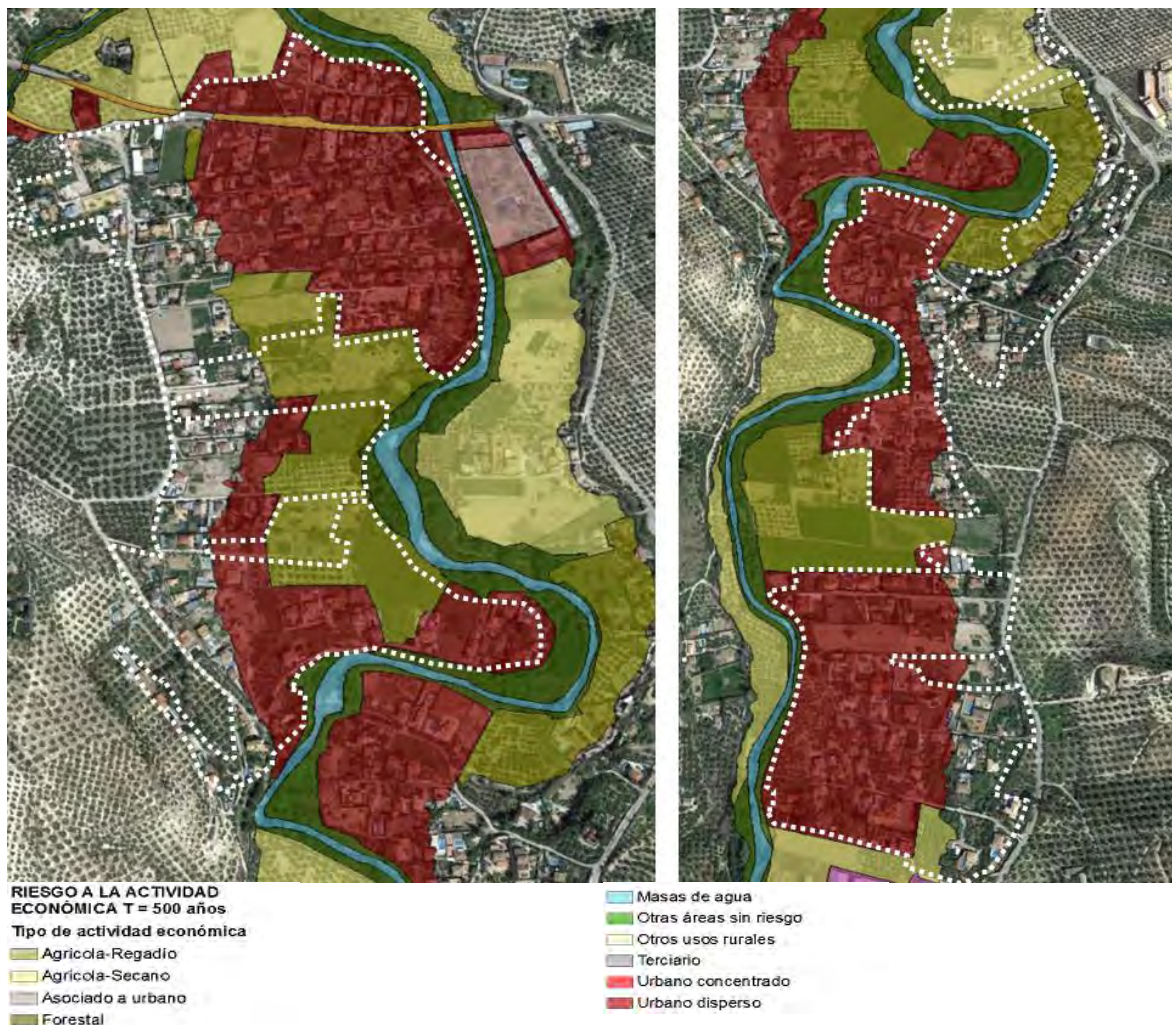 RIESGO A LA ACTIVIDAD
ECONÓMICA T = 500 años
Tipo de actividad económica
Agrícola-Regadío
Agrícola-Secano
Asociado a urbano
Forestal
Masas de agua
Otras áreas sin riesgo
Otros usos rurales
Terciario
Urbano concentrado
Urbano disperso